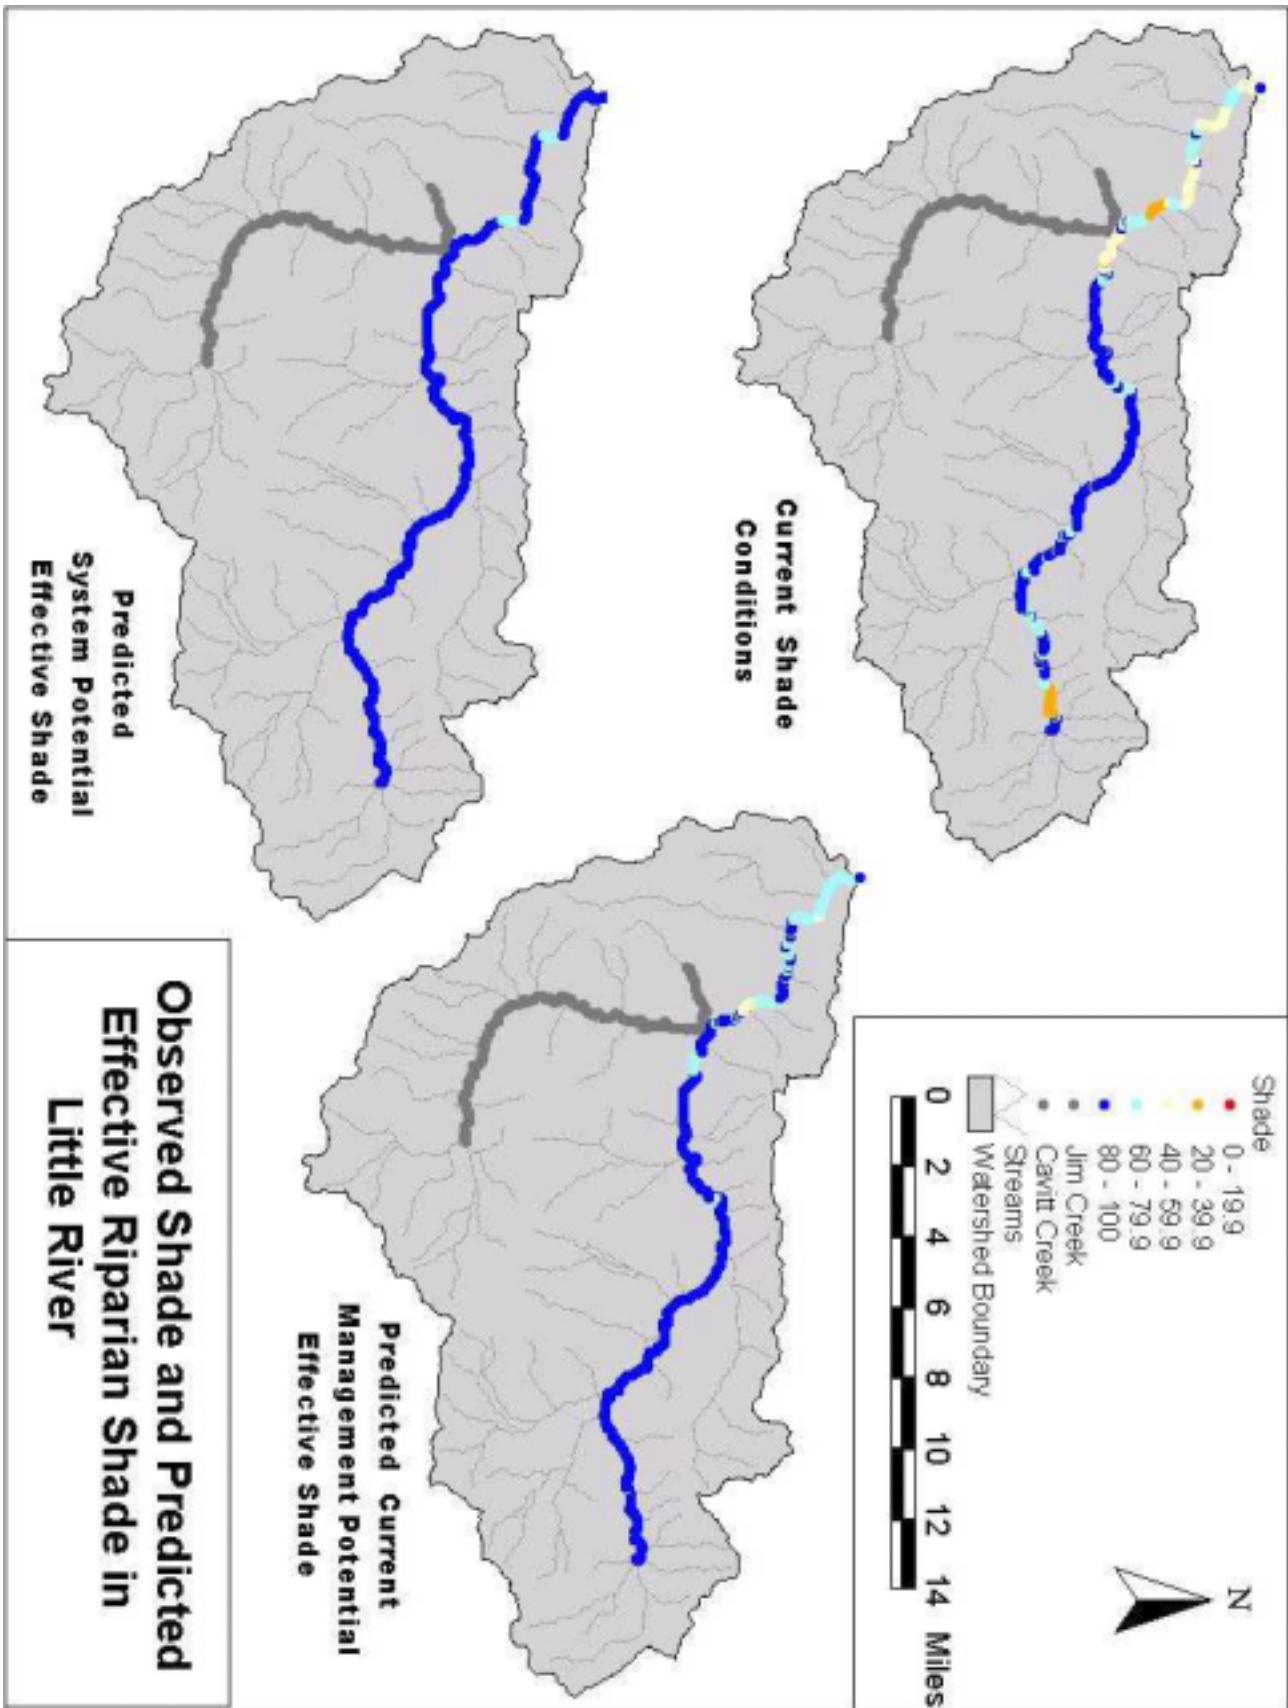 Current Shade
Conditions
Shade
0 - 19.9
20 - 39.9
40 - 59.9
60 - 79.9
80 - 100
Jim Creek
Cavitt Creek
Streams
Watershed Boundary
N
0 2 4 6 8 10 12 14 Miles
Predicted
System Potential
Effective Shade
Predicted Current
Management Potential
Effective Shade
Observed Shade and Predicted
Effective Riparian Shade in
Little River